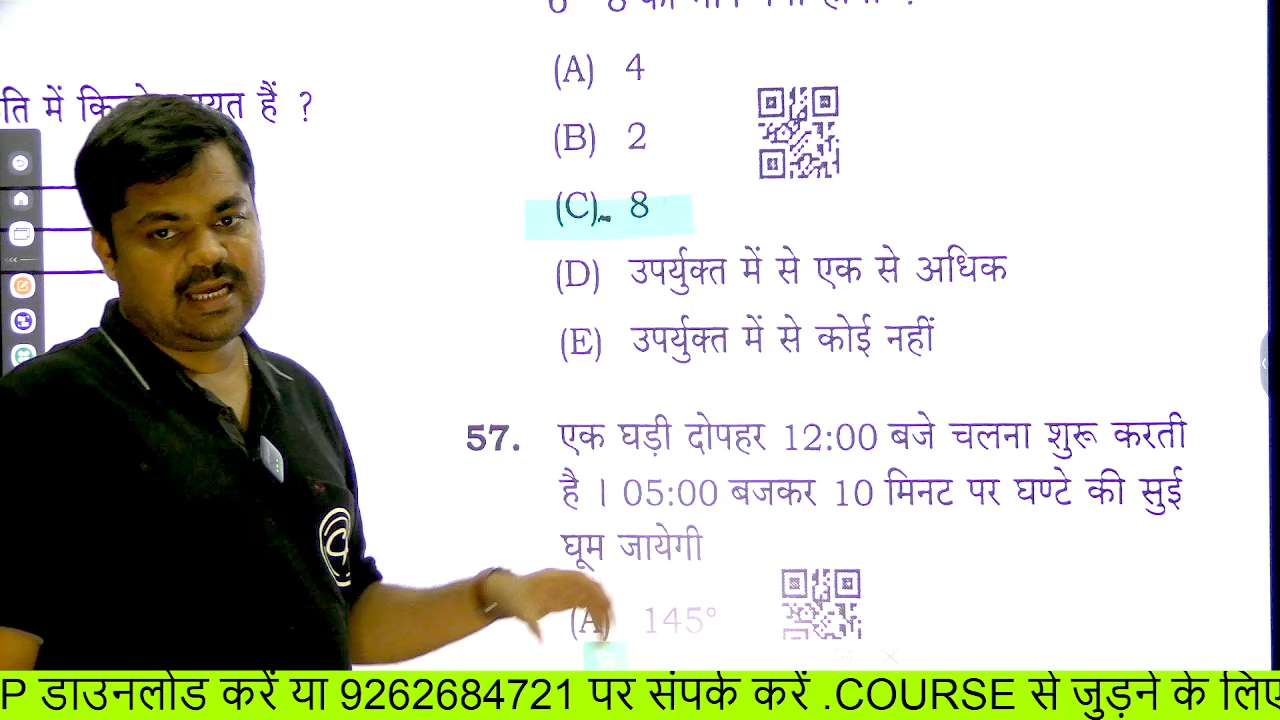 (A) 4
ति में हैं ?
(B) 2
(C) 8
(D) उपर्युक्त में से एक से अधिक
(E) उपर्युक्त में से कोई नहीं
57. एक घड़ी दोपहर 12:00 बजे चलना शुरू करती
है । 05:00 बजकर 10 मिनट पर घण्टे की सुई
घूम जायेगी
(A) 145°
P डाउनलोड करें या 9262684721 पर संपर्क करें .COURSE से जुड़ने के लिए